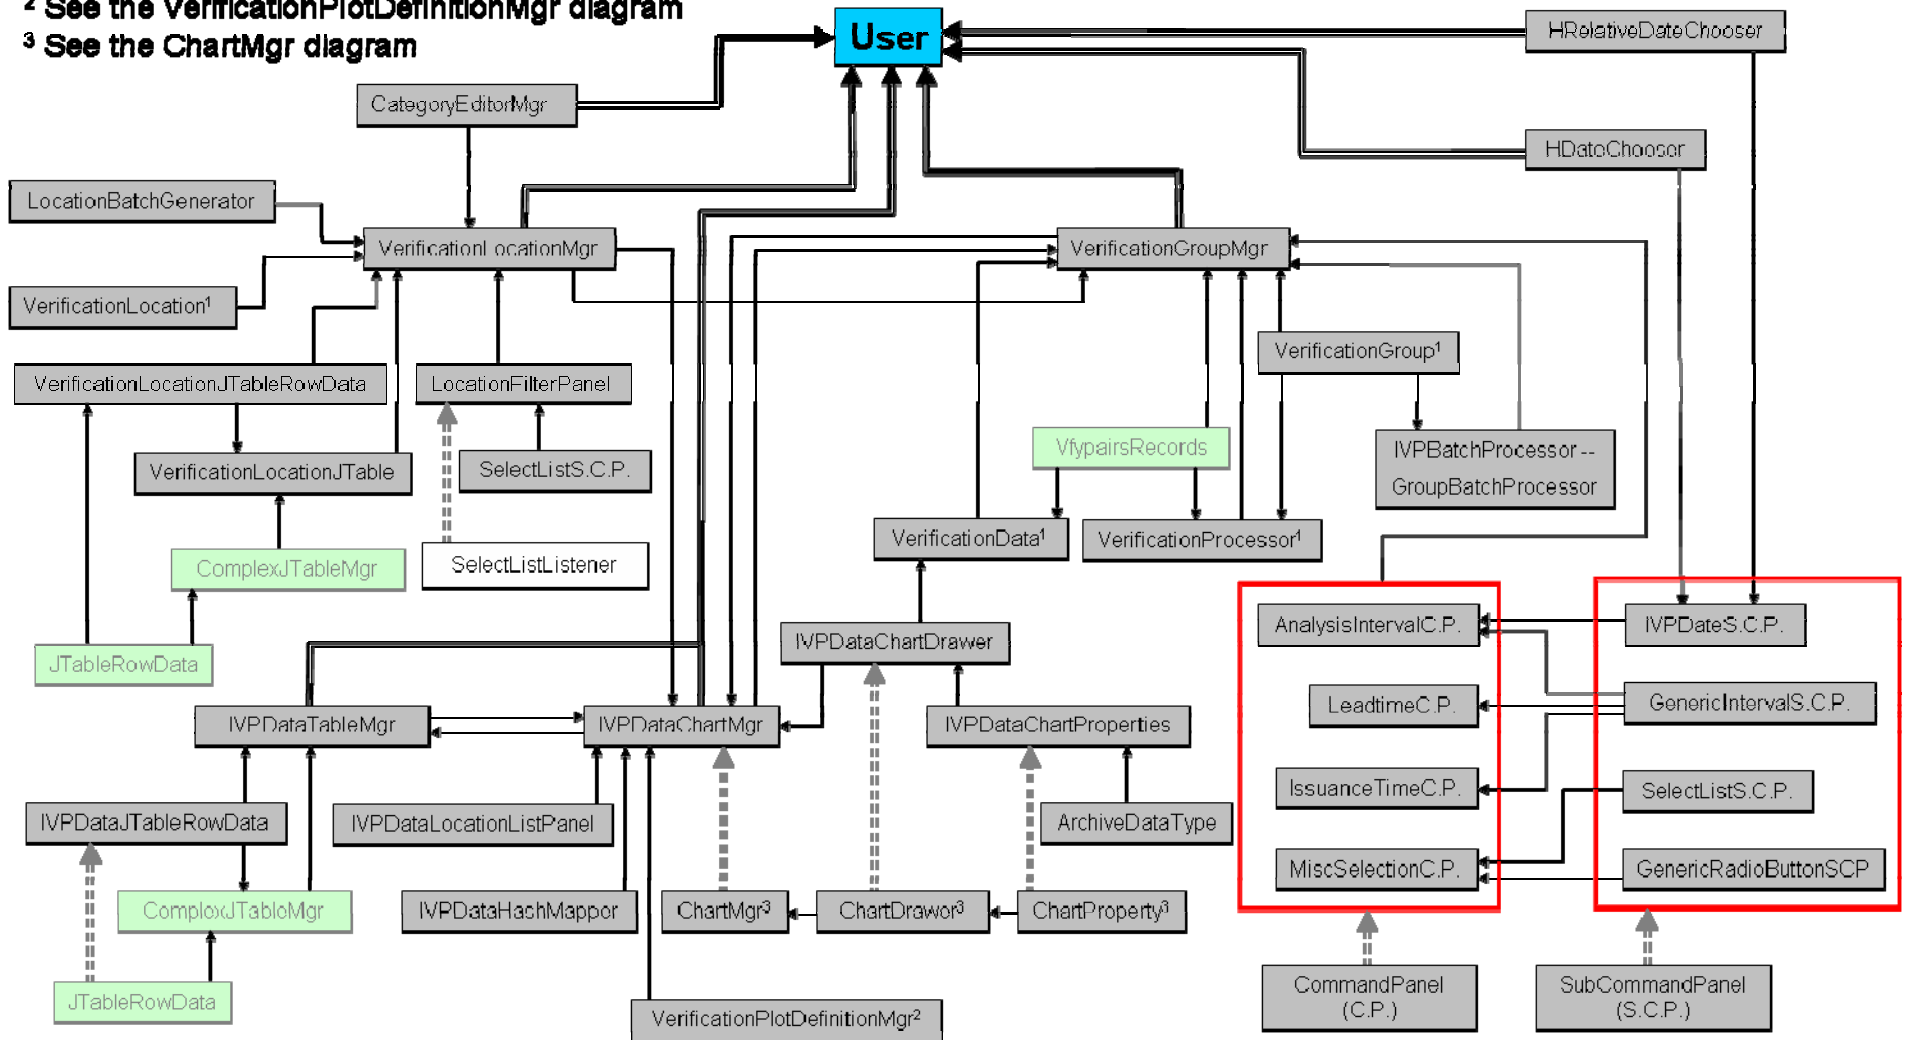 ² See the VerificationPlotDefinitionMgr diagram
³ See the ChartMgr diagram
User
HRelativeDateChooser
CategoryEditorMgr
HDateChooser
LocationBatchGenerator
VerificationLocationMgr
VerificationGroupMgr
VerificationLocation¹
VerificationGroup¹
VerificationLocationJTableRowData
LocationFilterPanel
VfypairsRecords
IVPBatchProcessor --
GroupBatchProcessor
VerificationLocationJTable
SelectListS.C.P.
VerificationData¹
VerificationProcessor¹
ComplexJTableMgr
SelectListListener
AnalysisIntervalC.P.
IVPDateS.C.P.
JTableRowData
IVPDataChartDrawer
LeadtimeC.P.
GenericIntervalS.C.P.
IVPDataTableMgr
IVPDataChartMgr
IVPDataChartProperties
IssuanceTimeC.P.
SelectListS.C.P.
IVPDataJTableRowData
IVPDataLocationListPanel
ArchiveDataType
MiscSelectionC.P.
GenericRadioButtonSCP
ComplexJTableMgr
IVPDataHashMapper
ChartMgr³
ChartDrawer³
ChartProperty³
JTableRowData
VerificationPlotDefinitionMgr²
CommandPanel
(C.P.)
SubCommandPanel
(S.C.P.)